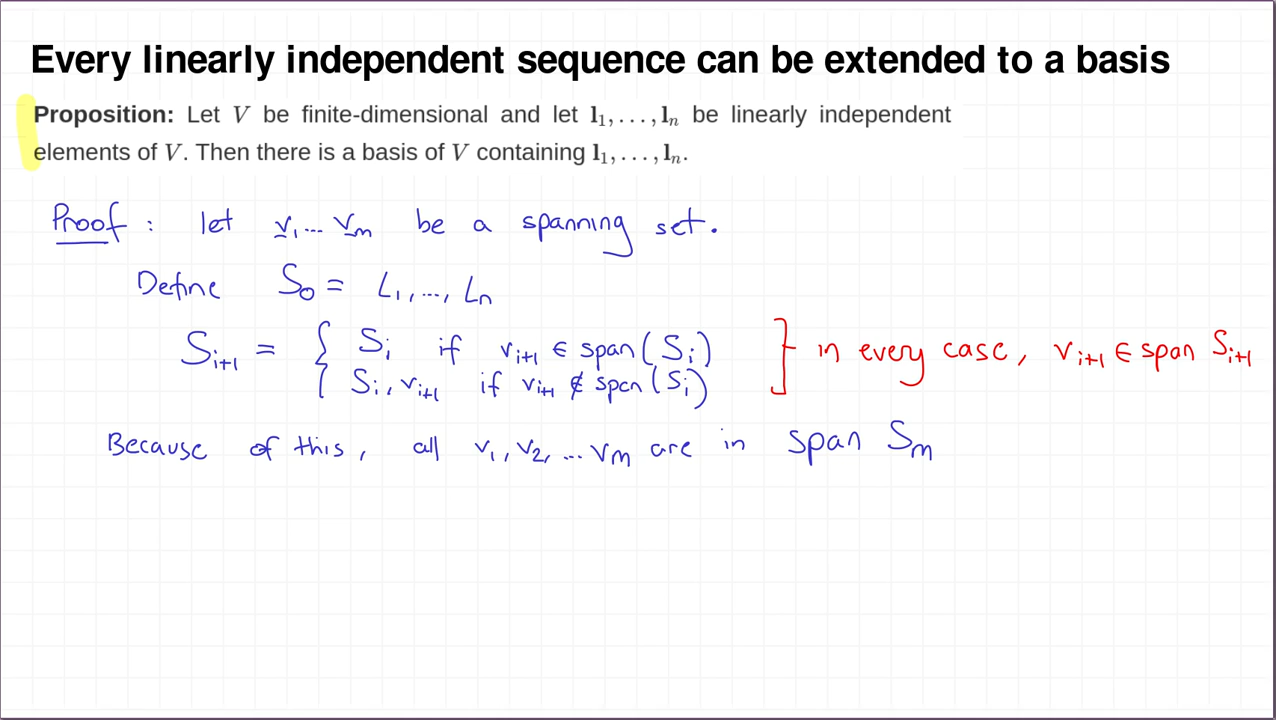 Every linearly independent sequence can be extended to a basis
Proposition: Let V be finite-dimensional and let l₁,…,lₙ be linearly independent
elements of V. Then there is a basis of V containing l₁,…,lₙ.
Proof : let v₁ ... vₘ be a spanning set.
Define S₀ = L₁, ..., Lₙ
Sᵢ₊₁ = { Sᵢ if vᵢ₊₁ ∈ span(Sᵢ) } in every case, vᵢ₊₁ ∈ span Sᵢ₊₁
{ Sᵢ, vᵢ₊₁ if vᵢ₊₁ ∉ span(Sᵢ)
Because of this, all v₁, v₂, ... vₘ are in span Sₘ